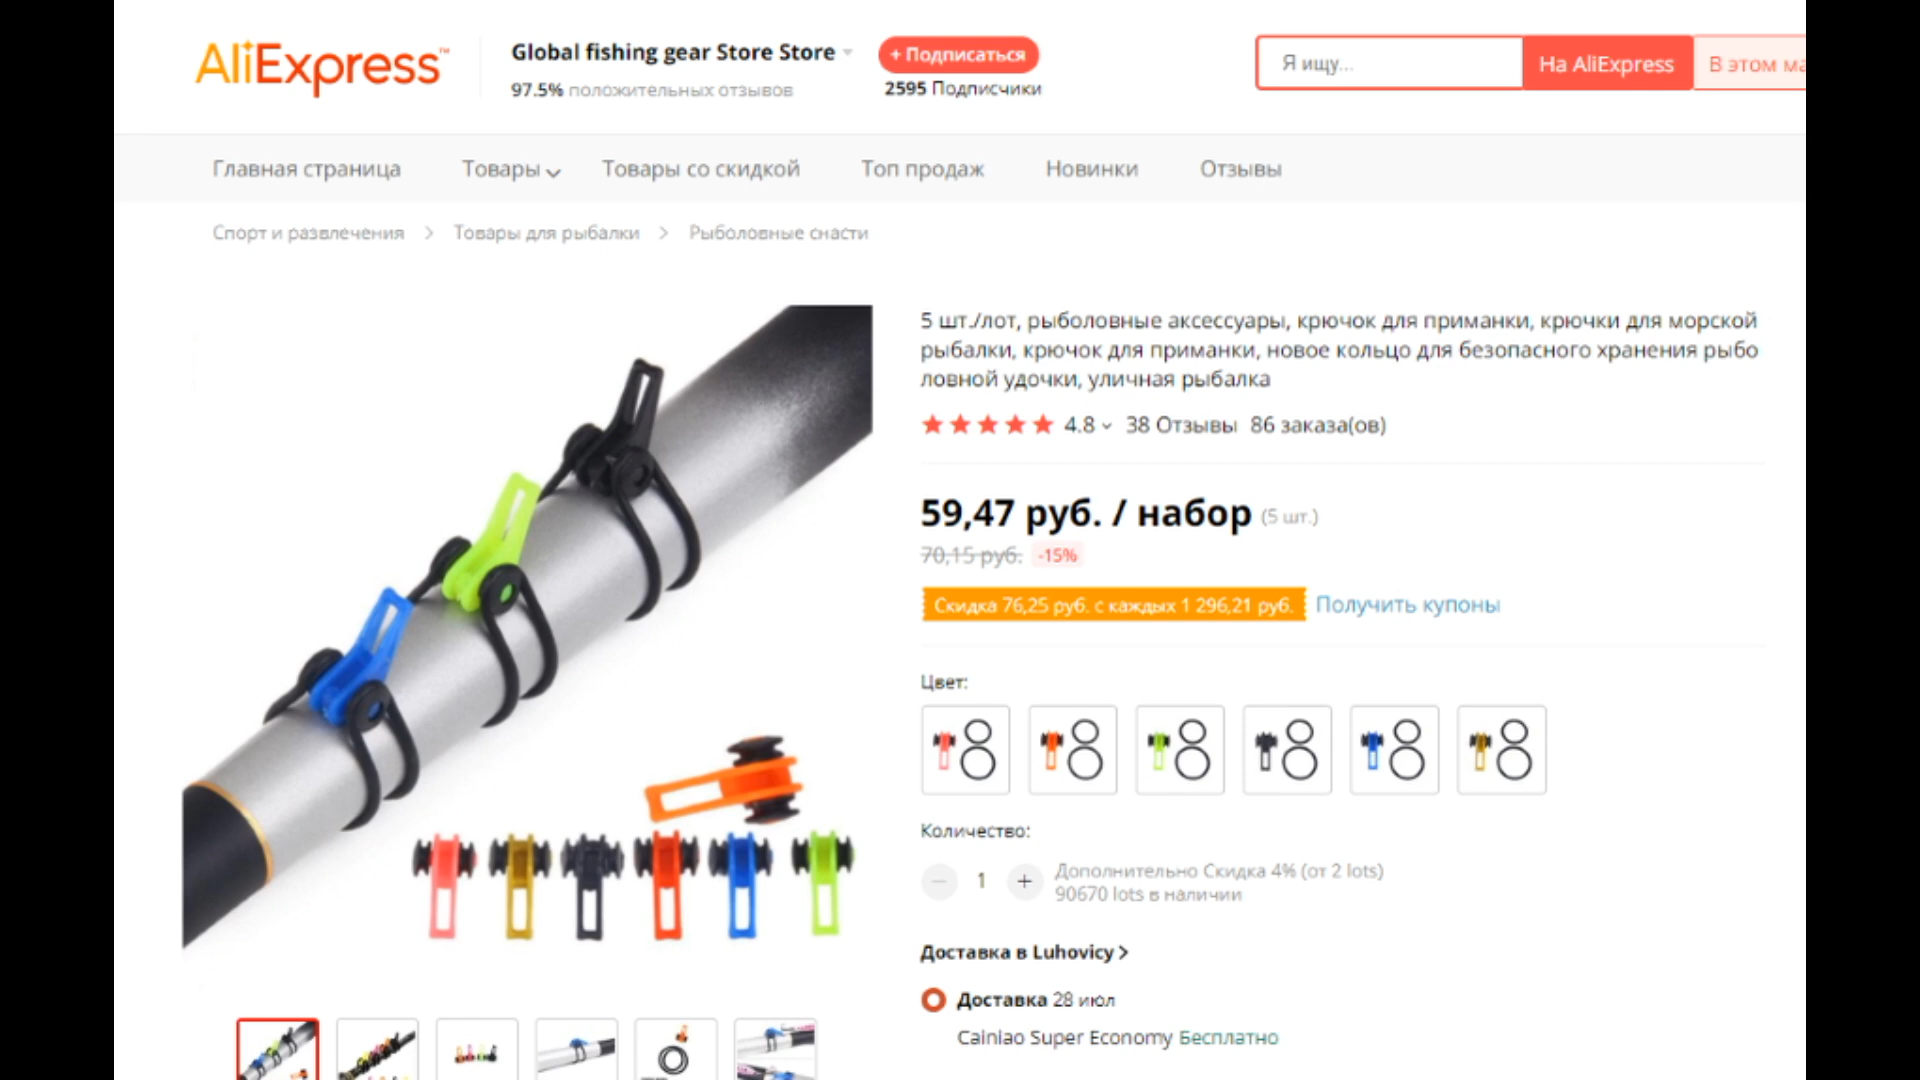 AliExpress™
Global fishing gear Store Store
+ Подписаться
97.5% положительных отзывов
2595 Подписчики
Я ищу...
На AliExpress
В этом ма
Главная страница
Товары
Товары со скидкой
Топ продаж
Новинки
Отзывы
Спорт и развлечения > Товары для рыбалки > Рыболовные снасти
5 шт./лот, рыболовные аксессуары, крючок для приманки, крючки для морской
рыбалки, крючок для приманки, новое кольцо для безопасного хранения рыбо
ловной удочки, уличная рыбалка
4.8 38 Отзывы 86 заказа(ов)
59,47 руб. / набор (5 шт.)
70,15 руб. -15%
Скидка 76,25 руб. с каждых 1 296,21 руб. Получить купоны
Цвет:
Количество:
1
Дополнительно Скидка 4% (от 2 lots)
90670 lots в наличии
Доставка в Luhovicy >
Доставка 28 июл
Cainiao Super Economy Бесплатно